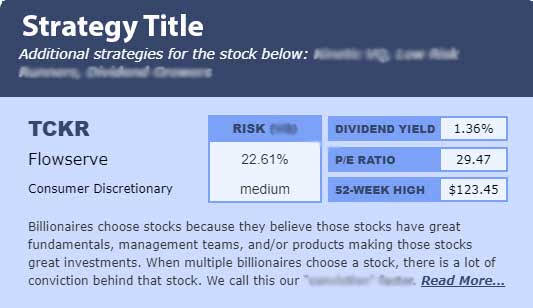 Strategy Title
Additional strategies for the stock below:
TCKR
Flowserve
Consumer Discretionary
RISK
22.61%
medium
DIVIDEND YIELD 1.36%
P/E RATIO 29.47
52-WEEK HIGH $123.45
Billionaires choose stocks because they believe those stocks have great
fundamentals, management teams, and/or products making those stocks
great investments. When multiple billionaires choose a stock, there is a lot of
conviction behind that stock. We call this our Read More...